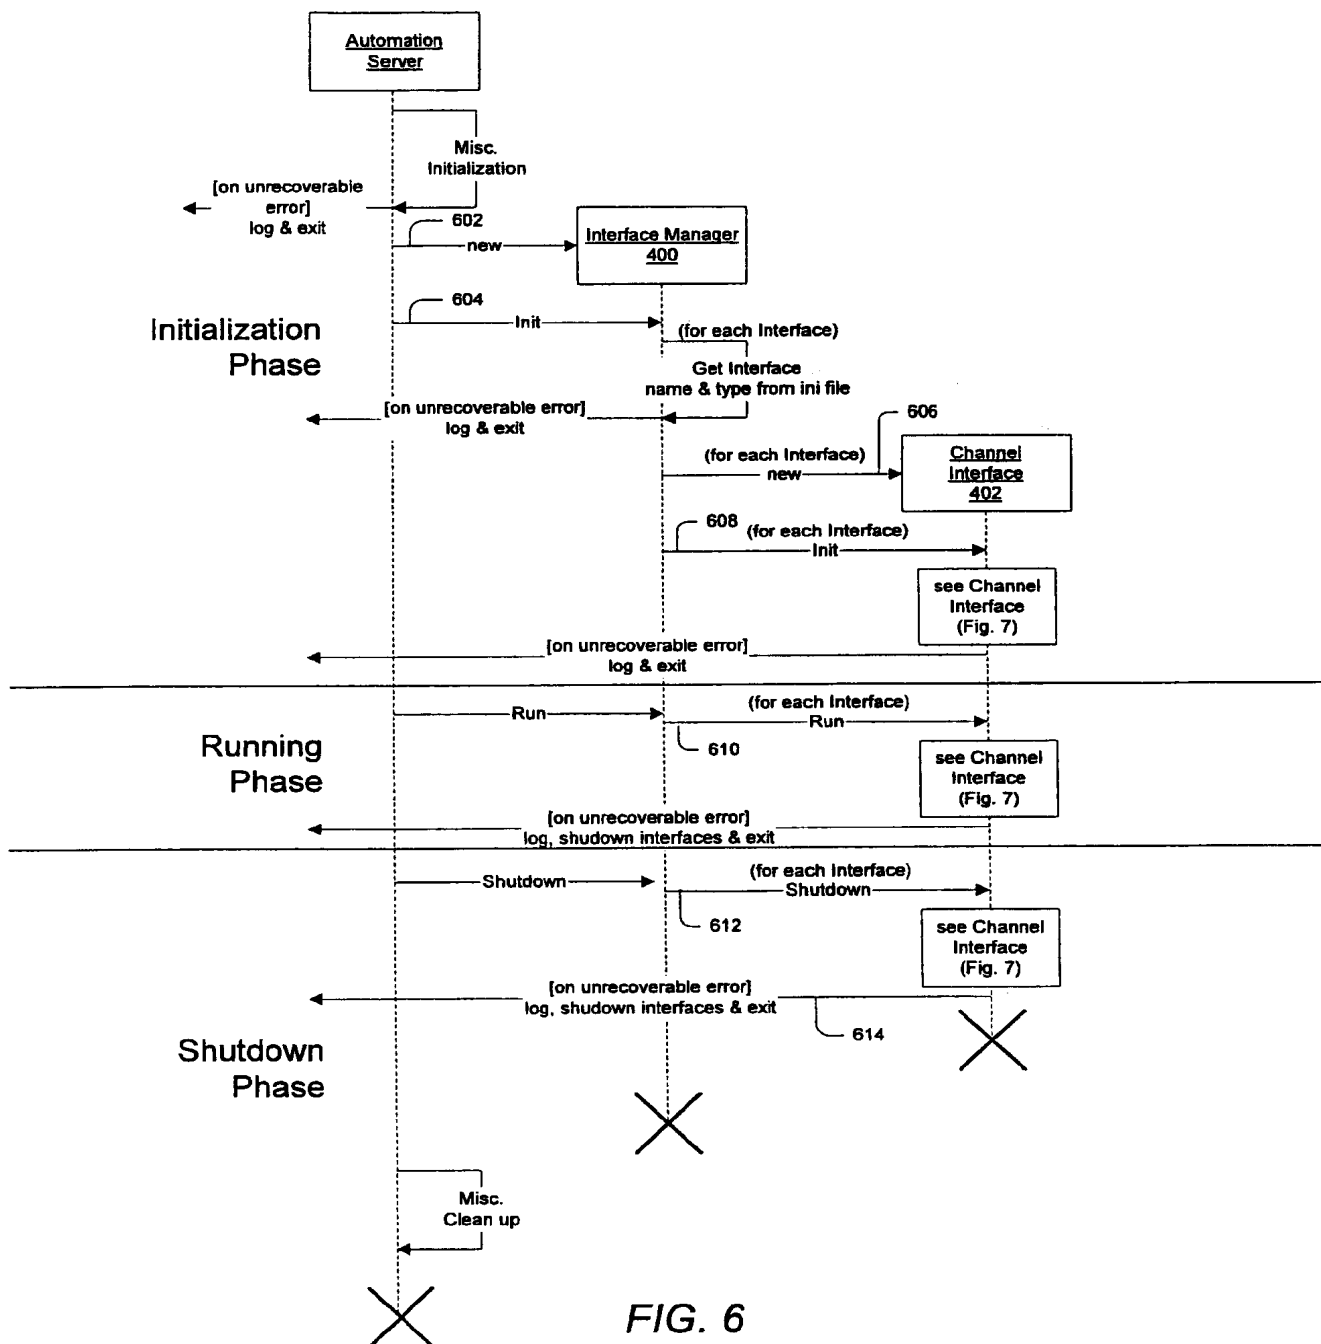 Automation
Server
Misc.
Initialization
[on unrecoverable
error]
log & exit
602
new
Interface Manager
400
604
Init
Initialization
Phase
(for each Interface)
Get Interface
name & type from ini file
[on unrecoverable error]
log & exit
606
(for each Interface)
new
Channel
Interface
402
608
(for each Interface)
Init
see Channel
Interface
(Fig. 7)
[on unrecoverable error]
log & exit
Running
Phase
Run
(for each Interface)
Run
610
see Channel
Interface
(Fig. 7)
[on unrecoverable error]
log, shudown interfaces & exit
Shutdown
(for each Interface)
Shutdown
612
see Channel
Interface
(Fig. 7)
[on unrecoverable error]
log, shudown interfaces & exit
614
Shutdown
Phase
Misc.
Clean up
FIG. 6